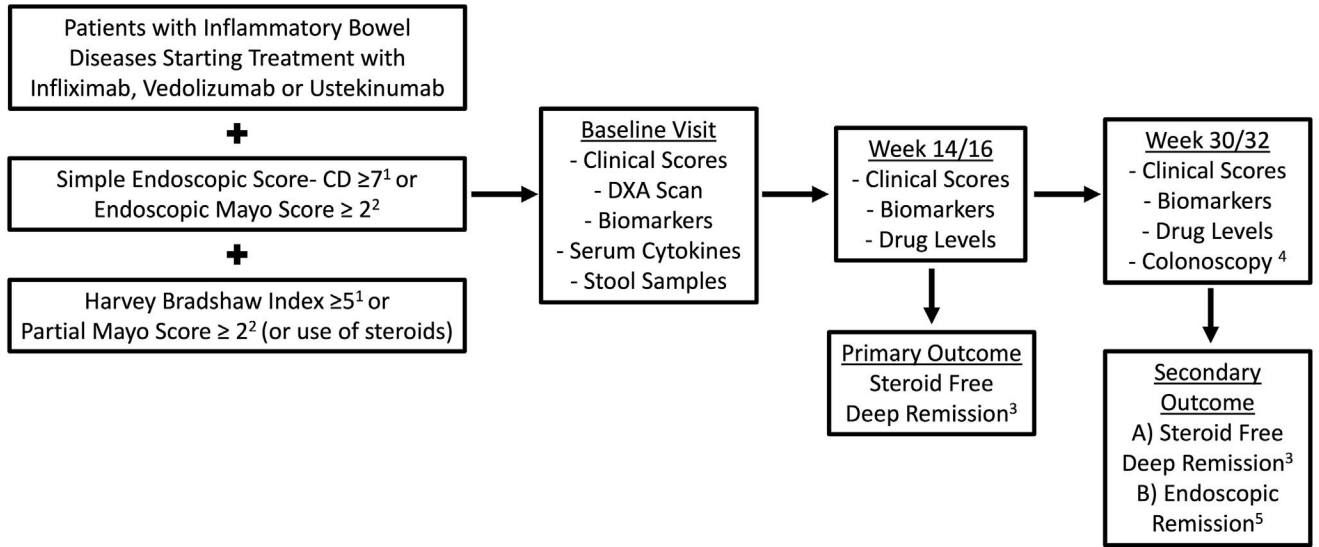 Patients with Inflammatory Bowel
Diseases Starting Treatment with
Infliximab, Vedolizumab or Ustekinumab
+
Simple Endoscopic Score- CD ≥7¹ or
Endoscopic Mayo Score ≥ 2²
+
Harvey Bradshaw Index ≥5¹ or
Partial Mayo Score ≥ 2² (or use of steroids)
Baseline Visit
- Clinical Scores
- DXA Scan
- Biomarkers
- Serum Cytokines
- Stool Samples
Week 14/16
- Clinical Scores
- Biomarkers
- Drug Levels
Primary Outcome
Steroid Free
Deep Remission³
Week 30/32
- Clinical Scores
- Biomarkers
- Drug Levels
- Colonoscopy ⁴
Secondary
Outcome
A) Steroid Free
Deep Remission³
B) Endoscopic
Remission⁵